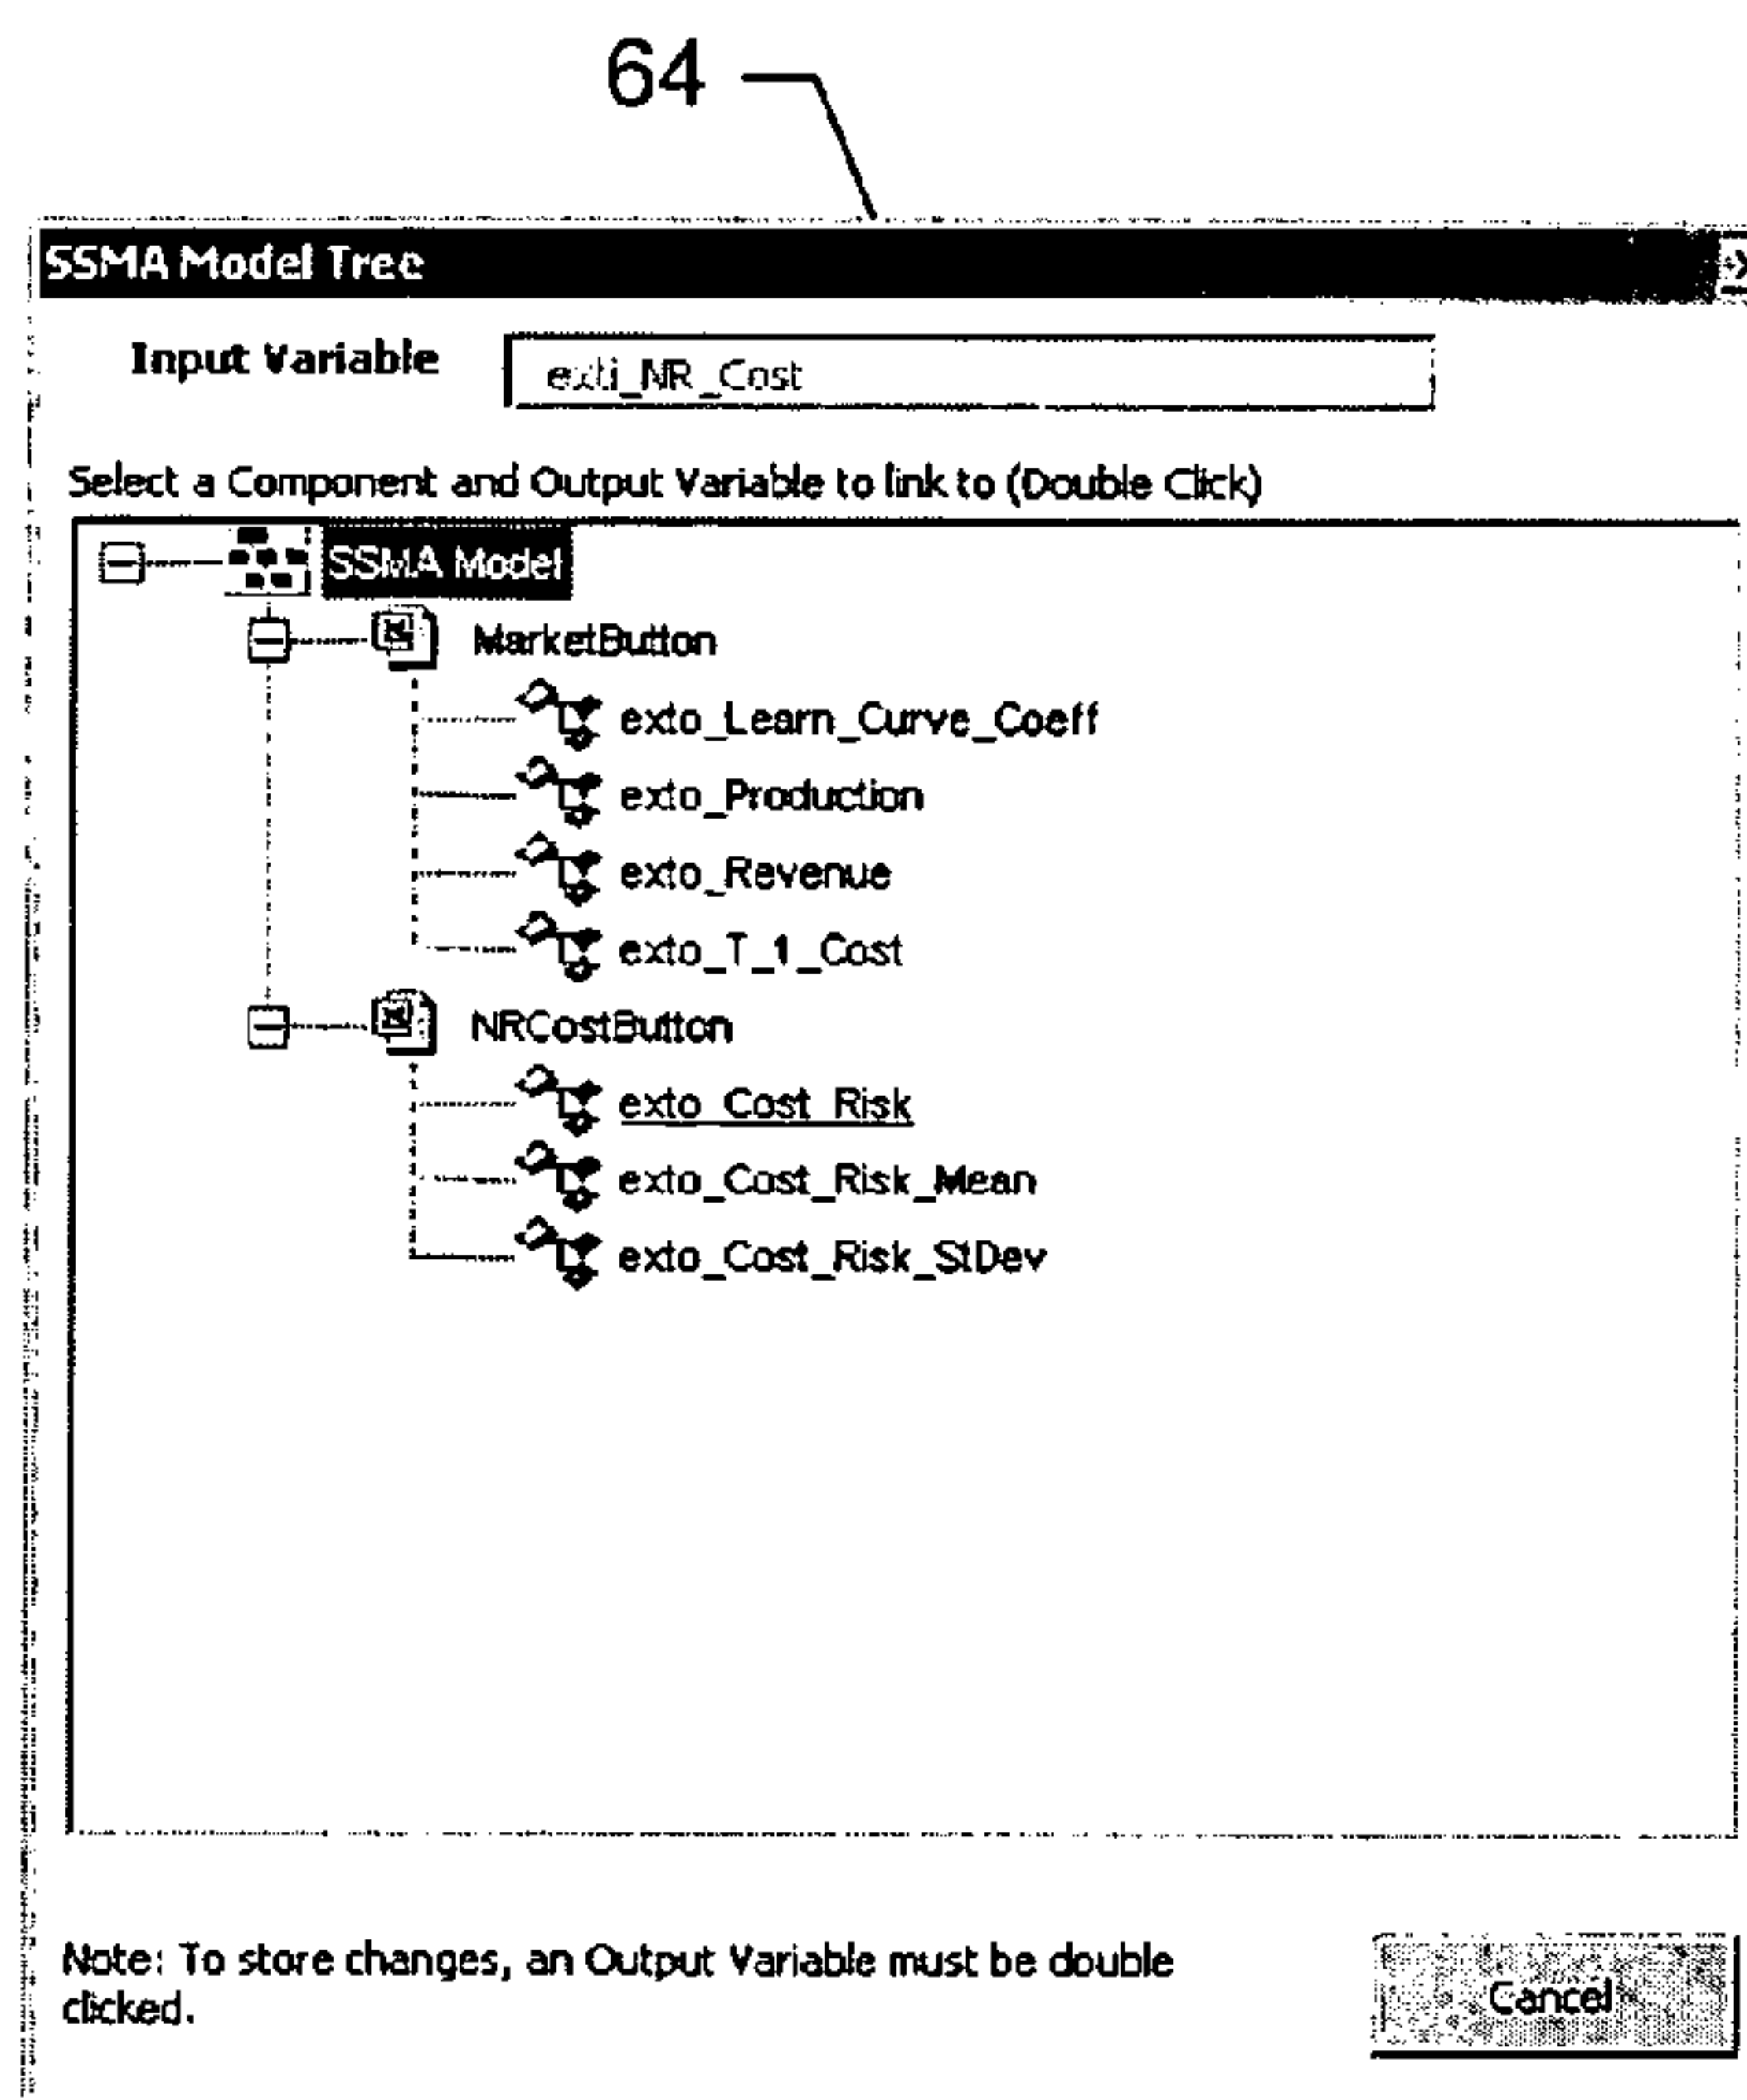 64
SSMA Model Tree
Input Variable
exti_NR_Cost
Select a Component and Output Variable to link to (Double Click)
SSMA Model
MarketButton
exto_Learn_Curve_Coeff
exto_Production
exto_Revenue
exto_T_1_Cost
NRCostButton
exto_Cost_Risk
exto_Cost_Risk_Mean
exto_Cost_Risk_StDev
Note: To store changes, an Output Variable must be double
clicked.
Cancel